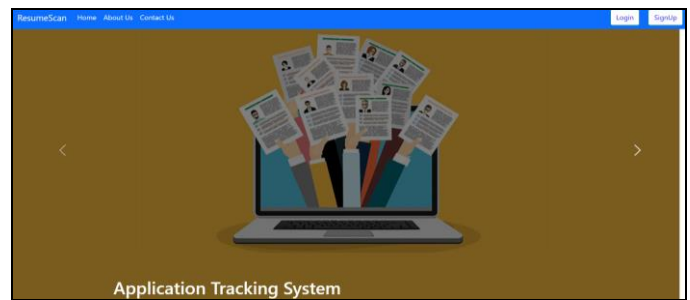 ResumeScan Home About Us Contact Us Login SignUp
Application Tracking System